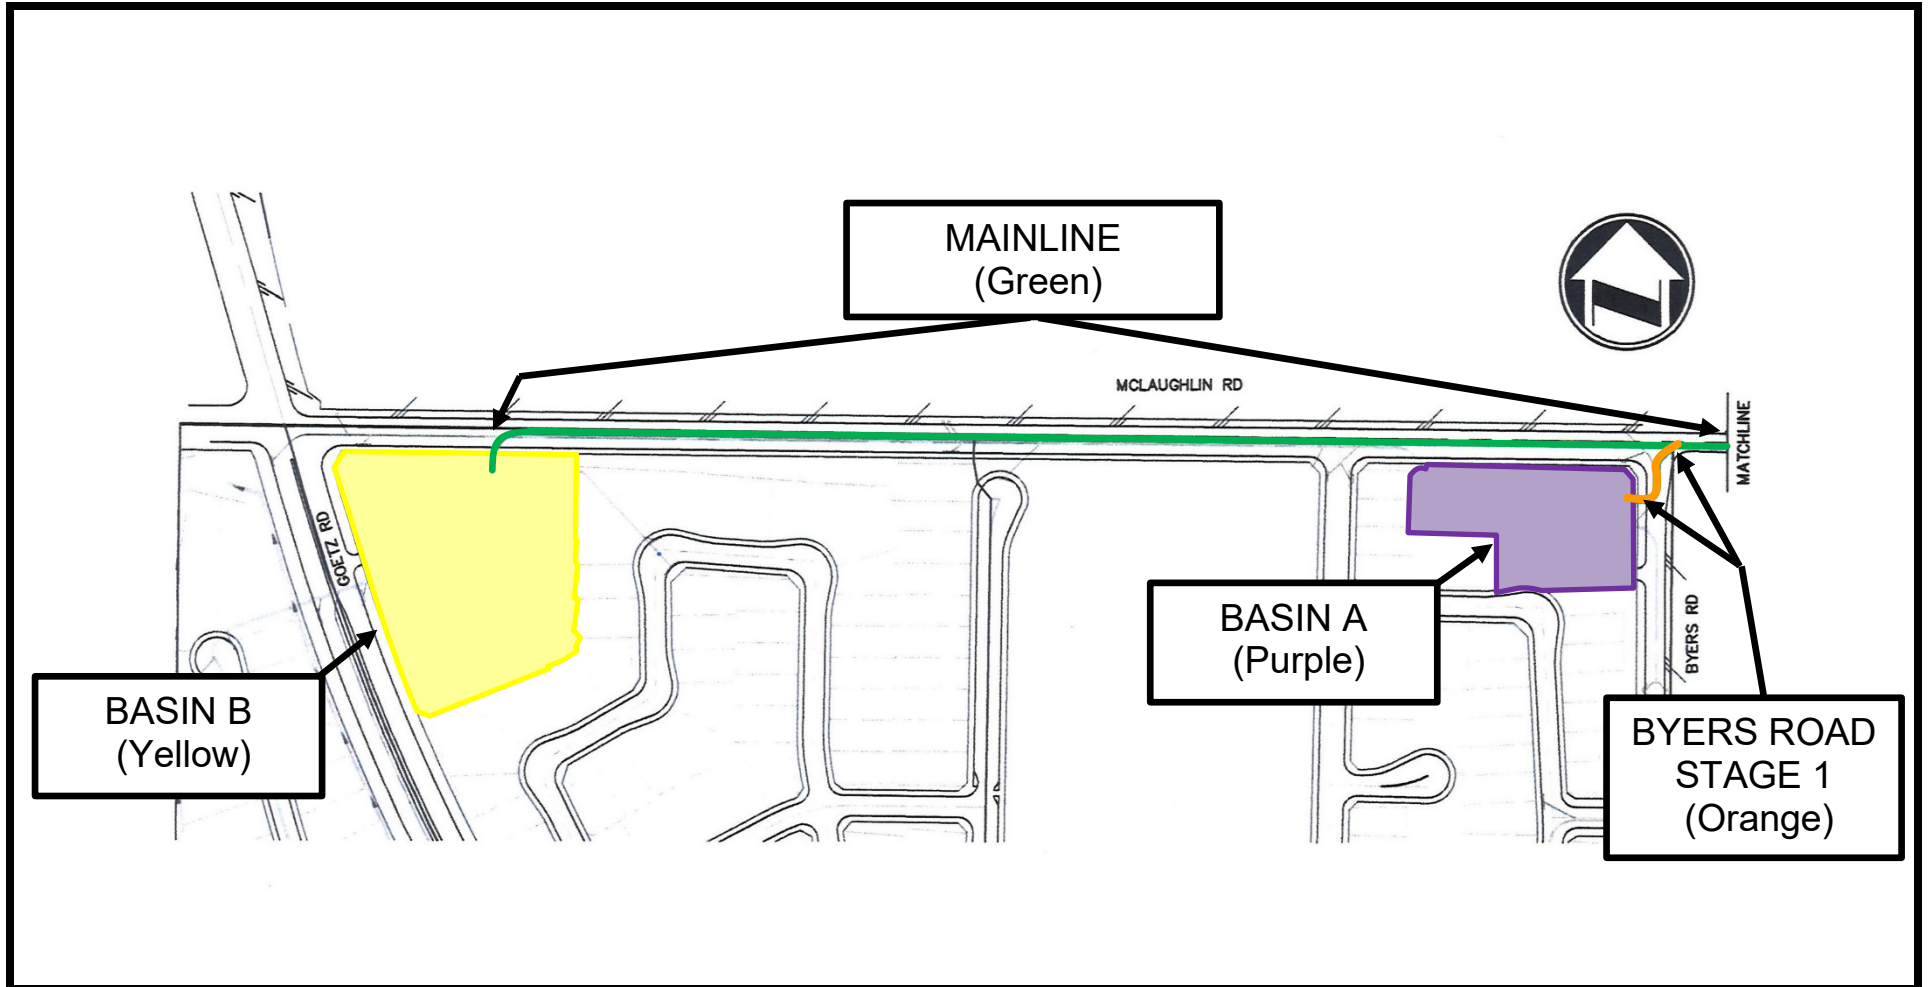 MAINLINE
(Green)
MCLAUGHLIN RD
MATCHLINE
GOETZ RD
BASIN A
(Purple)
BYERS RD
BASIN B
(Yellow)
BYERS ROAD
STAGE 1
(Orange)